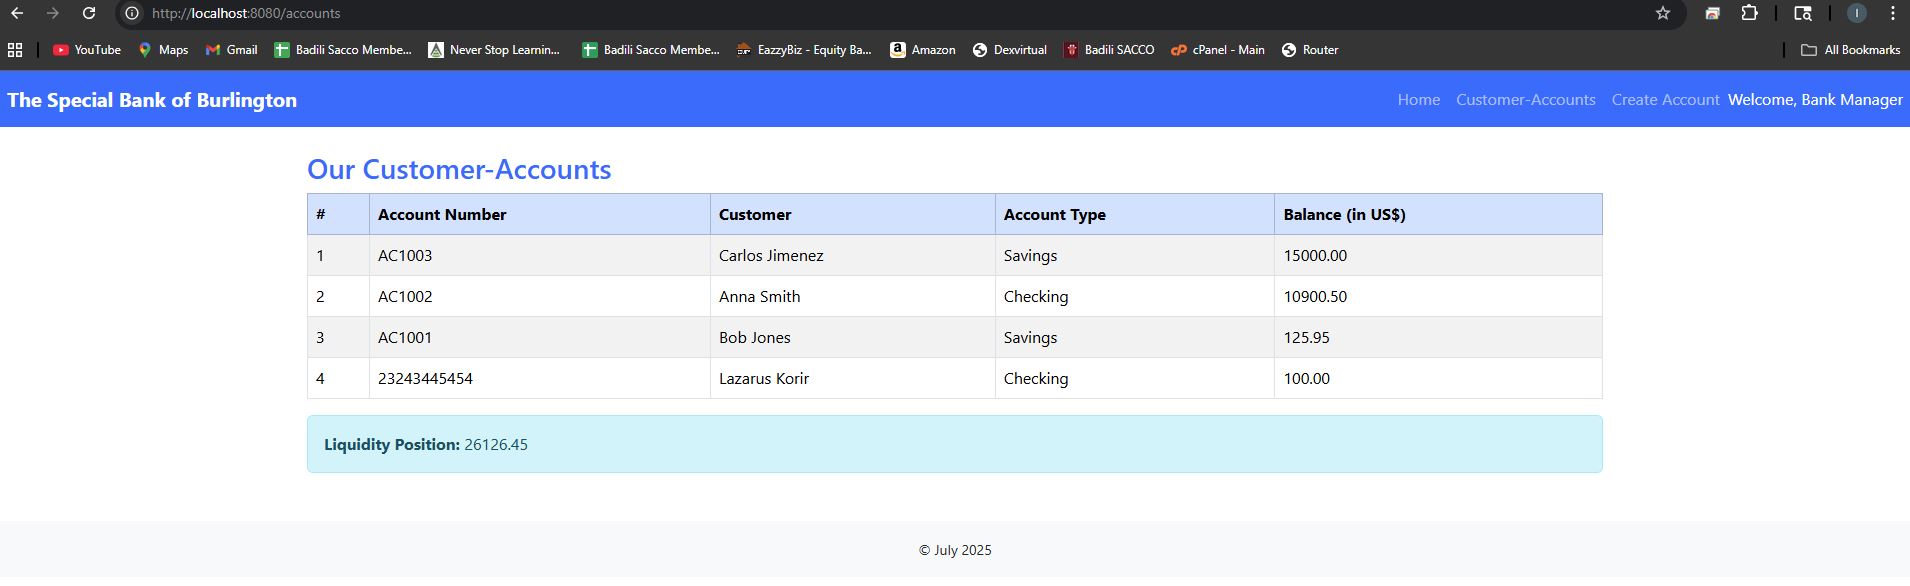 http://localhost:8080/accounts
YouTube Maps Gmail Badili Sacco Membe... Never Stop Learnin... Badili Sacco Membe... EazzyBiz - Equity Ba... Amazon Dexvirtual Badili SACCO cPanel - Main Router All Bookmarks
The Special Bank of Burlington Home Customer-Accounts Create Account Welcome, Bank Manager
Our Customer-Accounts
# Account Number Customer Account Type Balance (in US$)
1 AC1003 Carlos Jimenez Savings 15000.00
2 AC1002 Anna Smith Checking 10900.50
3 AC1001 Bob Jones Savings 125.95
4 23243445454 Lazarus Korir Checking 100.00
Liquidity Position: 26126.45
© July 2025